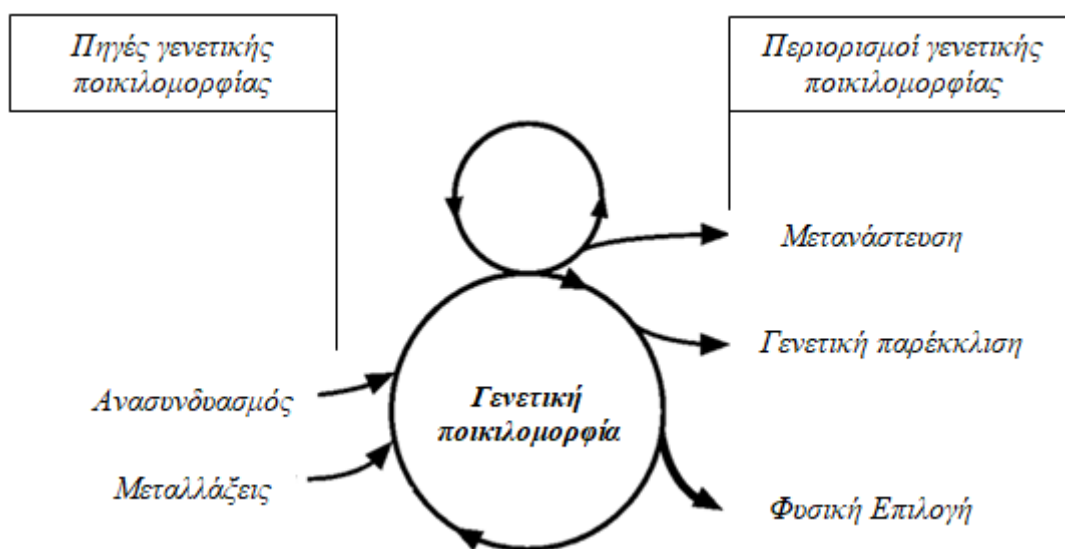 Πηγές γενετικής
ποικιλομορφίας
Περιορισμοί γενετικής
ποικιλομορφίας
Μετανάστευση
Γενετική παρέκκλιση
Ανασυνδυασμός
Γενετική
ποικιλομορφία
Μεταλλάξεις
Φυσική Επιλογή